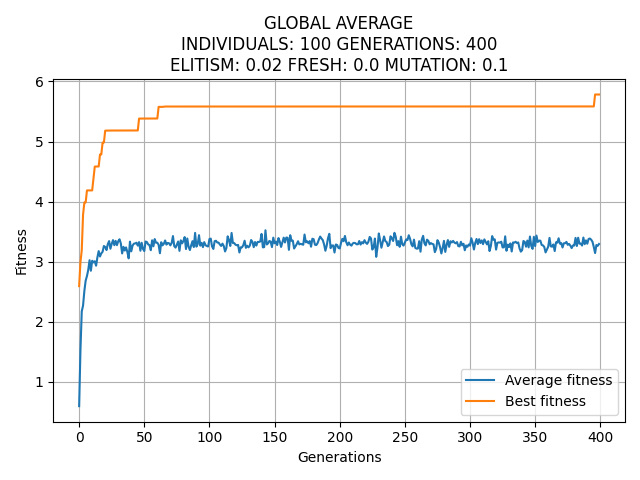 GLOBAL AVERAGE
INDIVIDUALS: 100 GENERATIONS: 400
ELITISM: 0.02 FRESH: 0.0 MUTATION: 0.1
6
5
4
3
2
1
Fitness
Average fitness
Best fitness
0 50 100 150 200 250 300 350 400
Generations